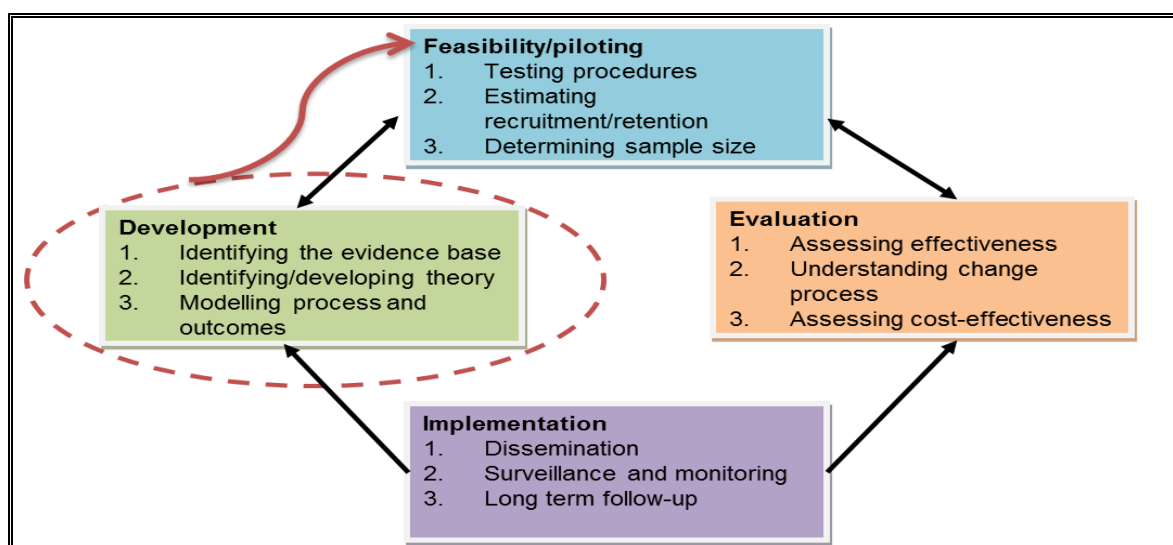 Feasibility/piloting
1. Testing procedures
2. Estimating
recruitment/retention
3. Determining sample size
Development
1. Identifying the evidence base
2. Identifying/developing theory
3. Modelling process and
outcomes
Evaluation
1. Assessing effectiveness
2. Understanding change
process
3. Assessing cost-effectiveness
Implementation
1. Dissemination
2. Surveillance and monitoring
3. Long term follow-up